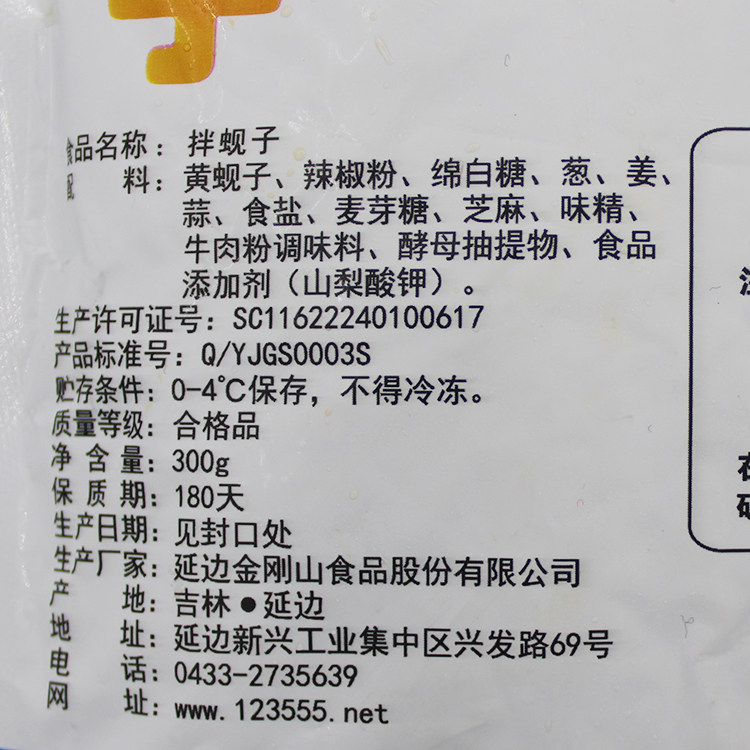 食品名称：拌蚬子
配 料：黄蚬子、辣椒粉、绵白糖、葱、姜、
蒜、食盐、麦芽糖、芝麻、味精、
牛肉粉调味料、酵母抽提物、食品
添加剂（山梨酸钾）。
生产许可证号：SC11622240100617
产品标准号：Q/YJGS0003S
贮存条件：0-4℃保存，不得冷冻。
质量等级：合格品
净含量：300g
保质期：180天
生产日期：见封口处
生产厂家：延边金刚山食品股份有限公司
产 地：吉林●延边
地 址：延边新兴工业集中区兴发路69号
电 话：0433-2735639
网 址：www.123555.net